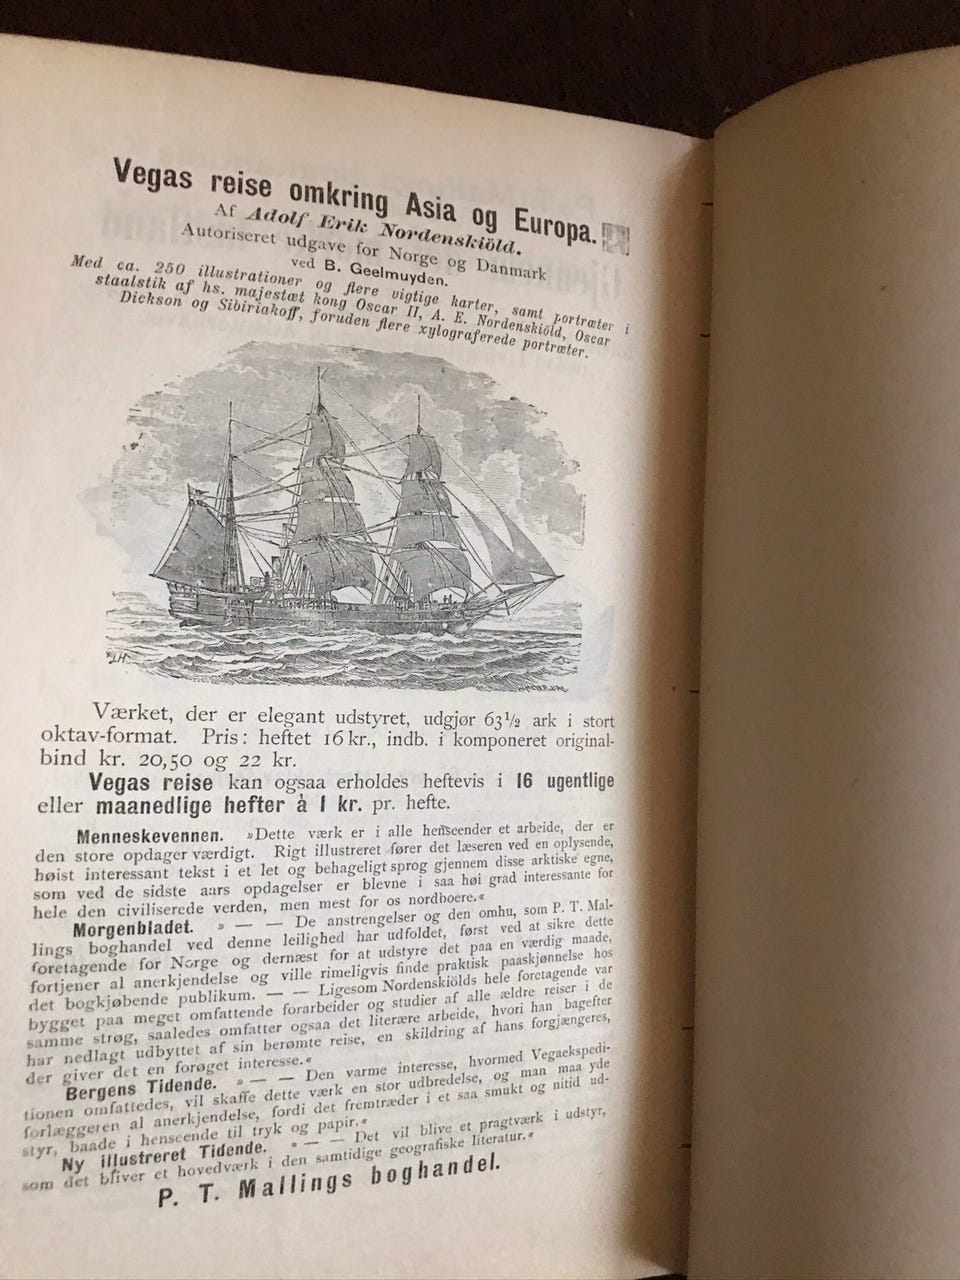 Vegas reise omkring Asia og Europa.
Af Adolf Erik Nordenskiöld.
Autoriseret udgave for Norge og Danmark
ved B. Geelmuyden.
Med ca. 250 illustrationer og flere vigtige karter, samt portræter i
staalstik af hs. majestæt kong Oscar II, A. E. Nordenskiöld, Oscar
Dickson og Sibiriakoff, foruden flere xylograferede portræter.
LH
Værket, der er elegant udstyret, udgjør 63½ ark i stort
oktav-format. Pris: heftet 16 kr., indb. i komponeret original-
bind kr. 20,50 og 22 kr.
Vegas reise kan ogsaa erholdes heftevis i 16 ugentlige
eller maanedlige hefter à 1 kr. pr. hefte.
Menneskevennen. »Dette værk er i alle henseender et arbeide, der er
den store opdager værdigt. Rigt illustreret fører det læseren ved en oplysende,
høist interessant tekst i et let og behageligt sprog gjennem disse arktiske egne,
som ved de sidste aars opdagelser er blevne i saa høi grad interessante for
hele den civiliserede verden, men mest for os nordboere.«
Morgenbladet. » — — De anstrengelser og den omhu, som P. T. Mal-
lings boghandel ved denne leilighed har udfoldet, først ved at sikre dette
foretagende for Norge og dernæst for at udstyre det paa en værdig maade,
fortjener al anerkjendelse og ville rimeligvis finde praktisk paaskjønnelse hos
det bogkjøbende publikum. — — Ligesom Nordenskiölds hele foretagende var
bygget paa meget omfattende forarbeider og studier af alle ældre reiser i de
samme strøg, saaledes omfatter ogsaa det literære arbeide, hvori han bagefter
har nedlagt udbyttet af sin berømte reise, en skildring af hans forgjængeres,
der giver det en forøget interesse.«
Bergens Tidende. » — — Den varme interesse, hvormed Vegaekspedi-
tionen omfattedes, vil skaffe dette værk en stor udbredelse, og man maa yde
forlæggeren al anerkjendelse, fordi det fremtræder i et saa smukt og nitid ud-
styr, baade i henseende til tryk og papir.«
Ny illustreret Tidende. » — — Det vil blive et pragtværk i udstyr,
som det bliver et hovedværk i den samtidige geografiske literatur.«
P. T. Mallings boghandel.